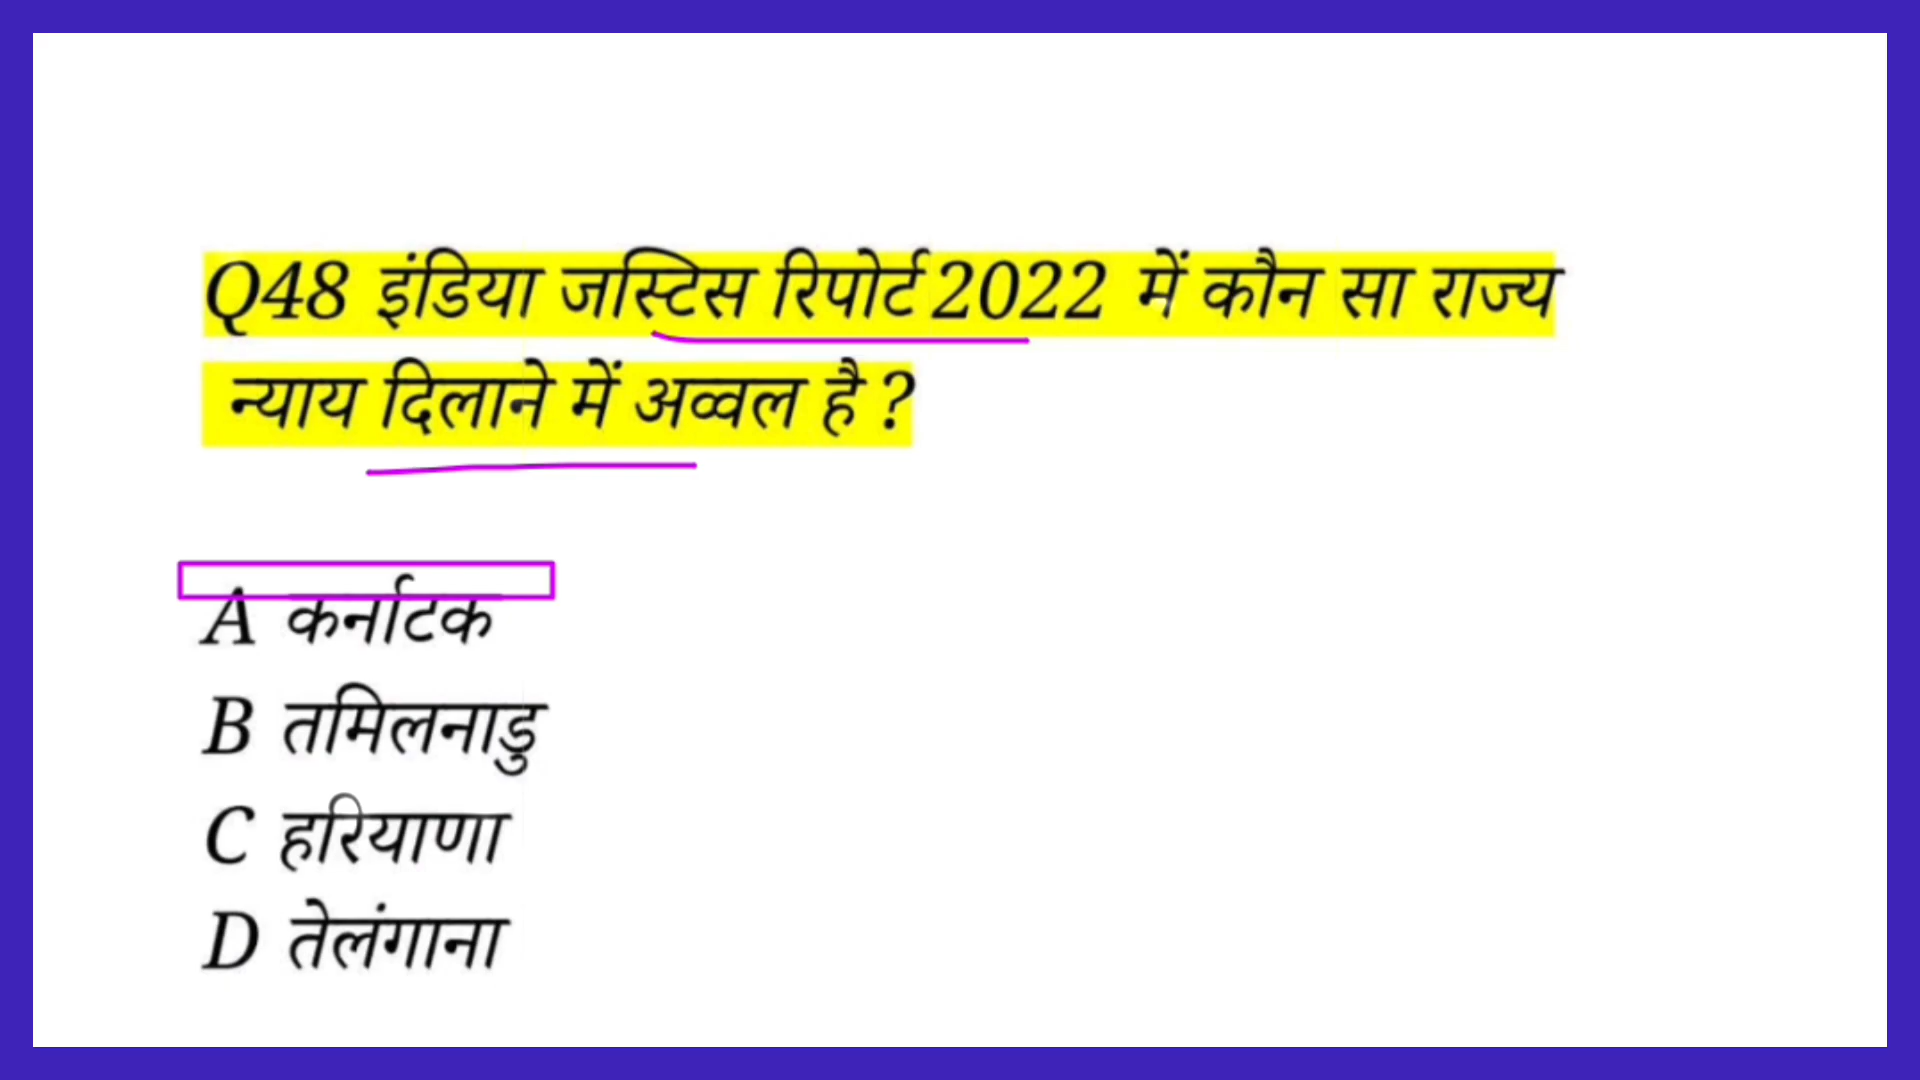 Q48 इंडिया जस्टिस रिपोर्ट 2022 में कौन सा राज्य
न्याय दिलाने में अव्वल है ?
A कर्नाटक
B तमिलनाडु
C हरियाणा
D तेलंगाना